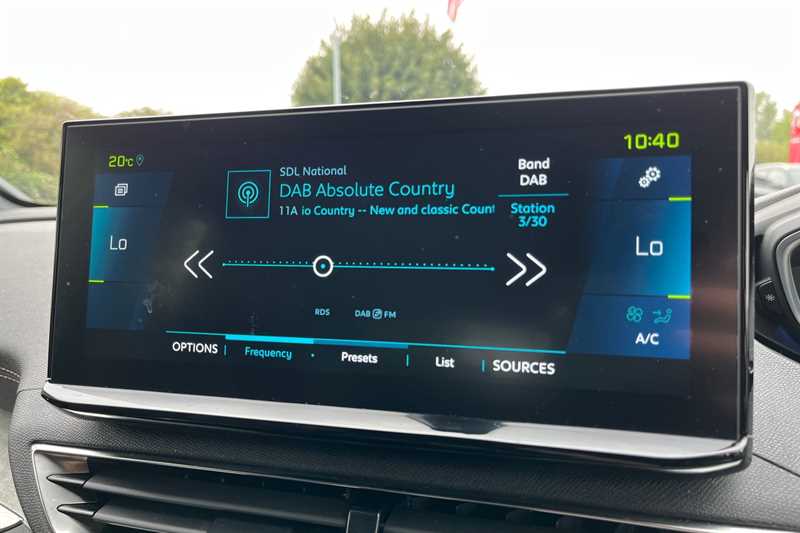 20°C
10:40
SDL National
DAB Absolute Country
11A io Country -- New and classic Count
Band
DAB
Station
3/30
Lo
Lo
RDS
DAB FM
A/C
OPTIONS
Frequency
Presets
List
SOURCES